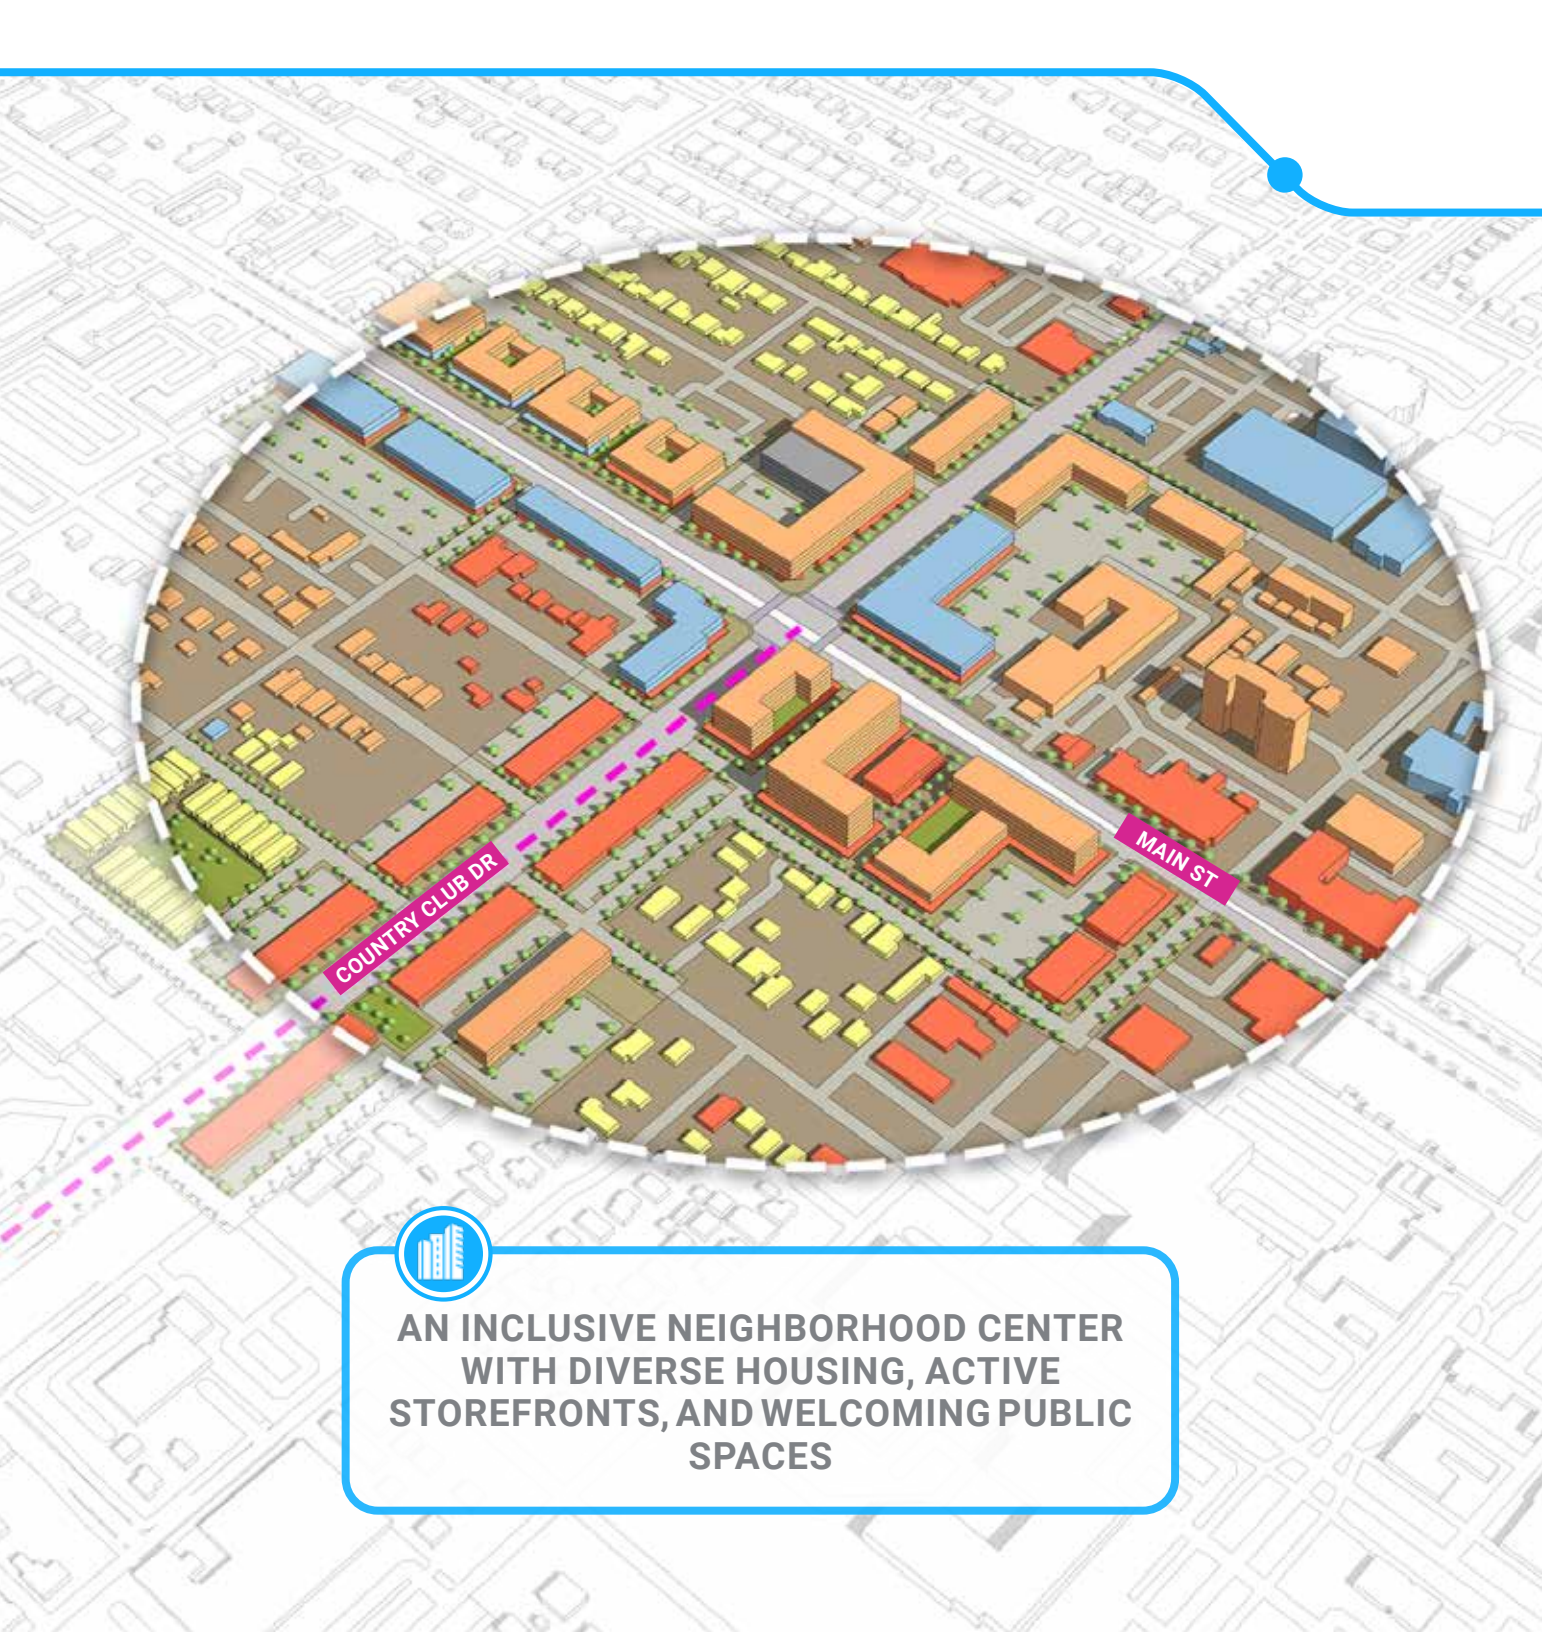 MAIN ST
COUNTRY CLUB DR
AN INCLUSIVE NEIGHBORHOOD CENTER
WITH DIVERSE HOUSING, ACTIVE
STOREFRONTS, AND WELCOMING PUBLIC
SPACES